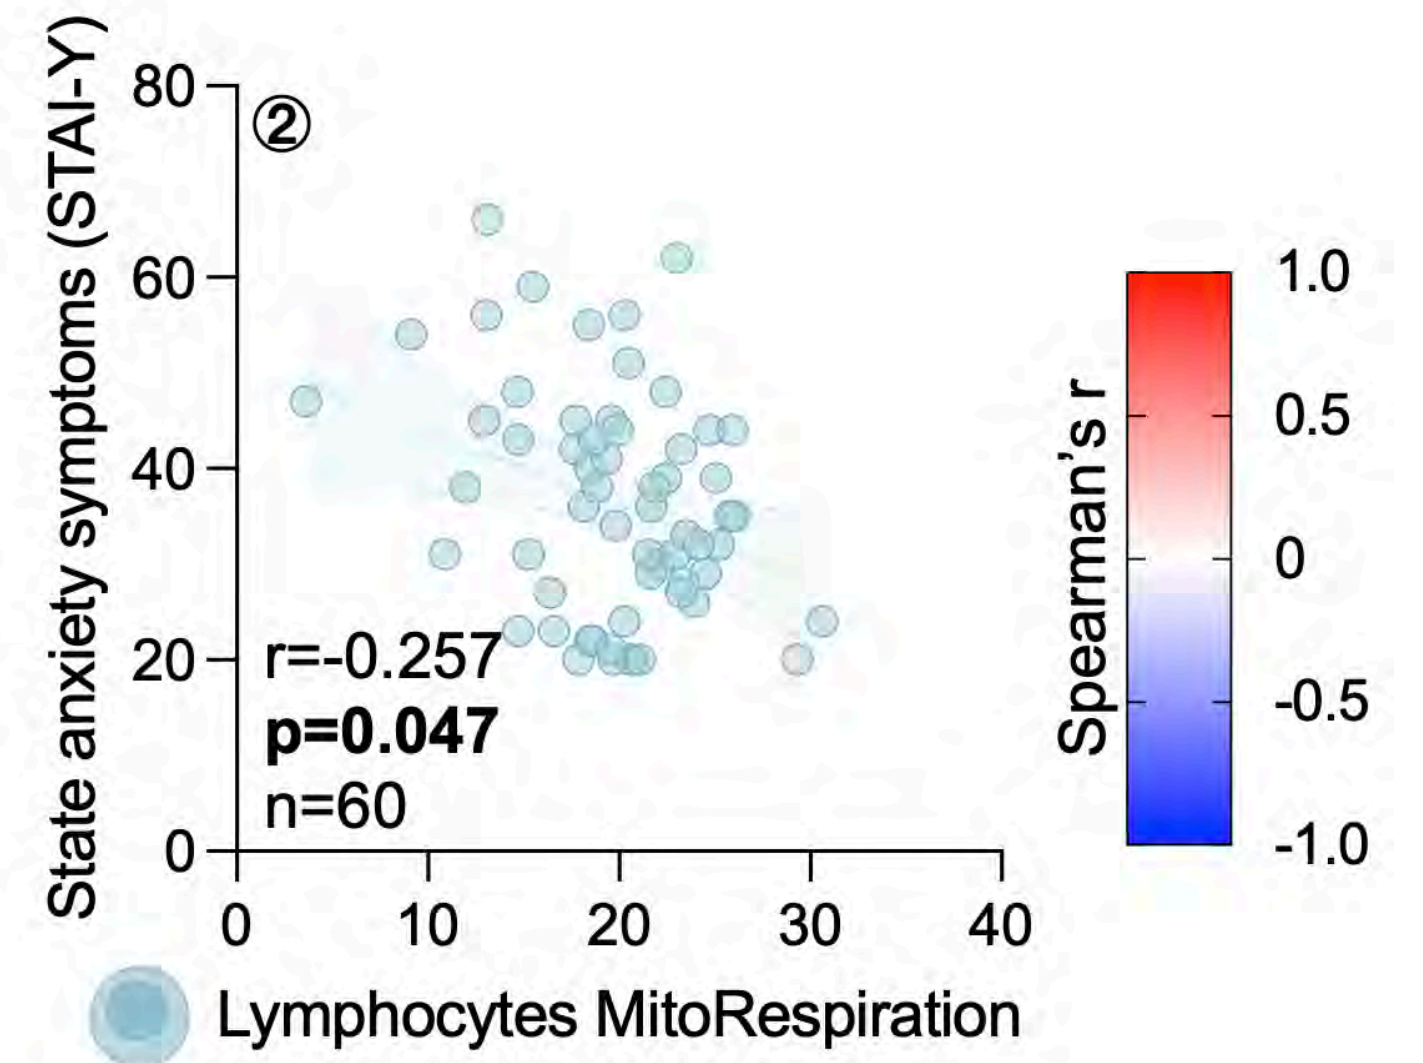 State anxiety symptoms (STAI-Y)
80
60
40
20
0
②
r=-0.257
p=0.047
n=60
0 10 20 30 40
Lymphocytes MitoRespiration
Spearman's r
1.0
0.5
0
-0.5
-1.0